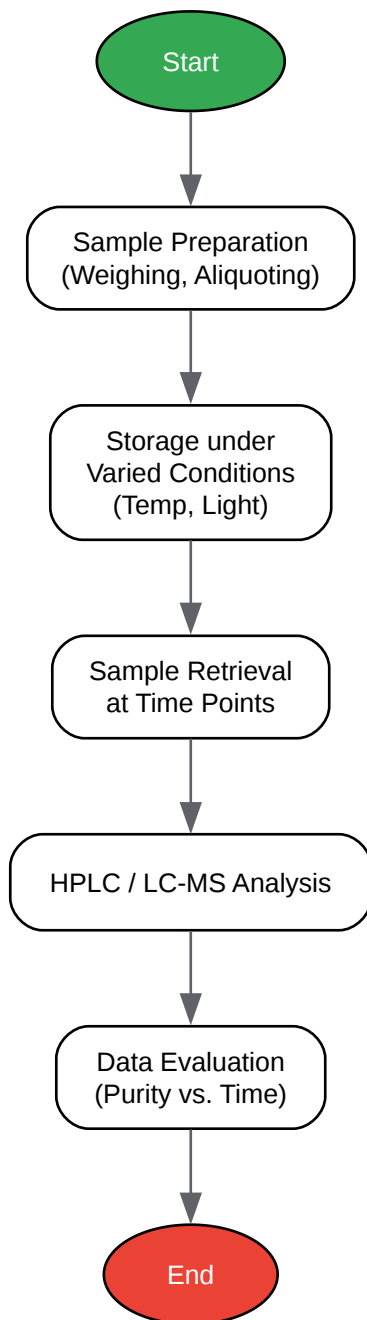 Start
Sample Preparation
(Weighing, Aliquoting)
Storage under
Varied Conditions
(Temp, Light)
Sample Retrieval
at Time Points
HPLC / LC-MS Analysis
Data Evaluation
(Purity vs. Time)
End